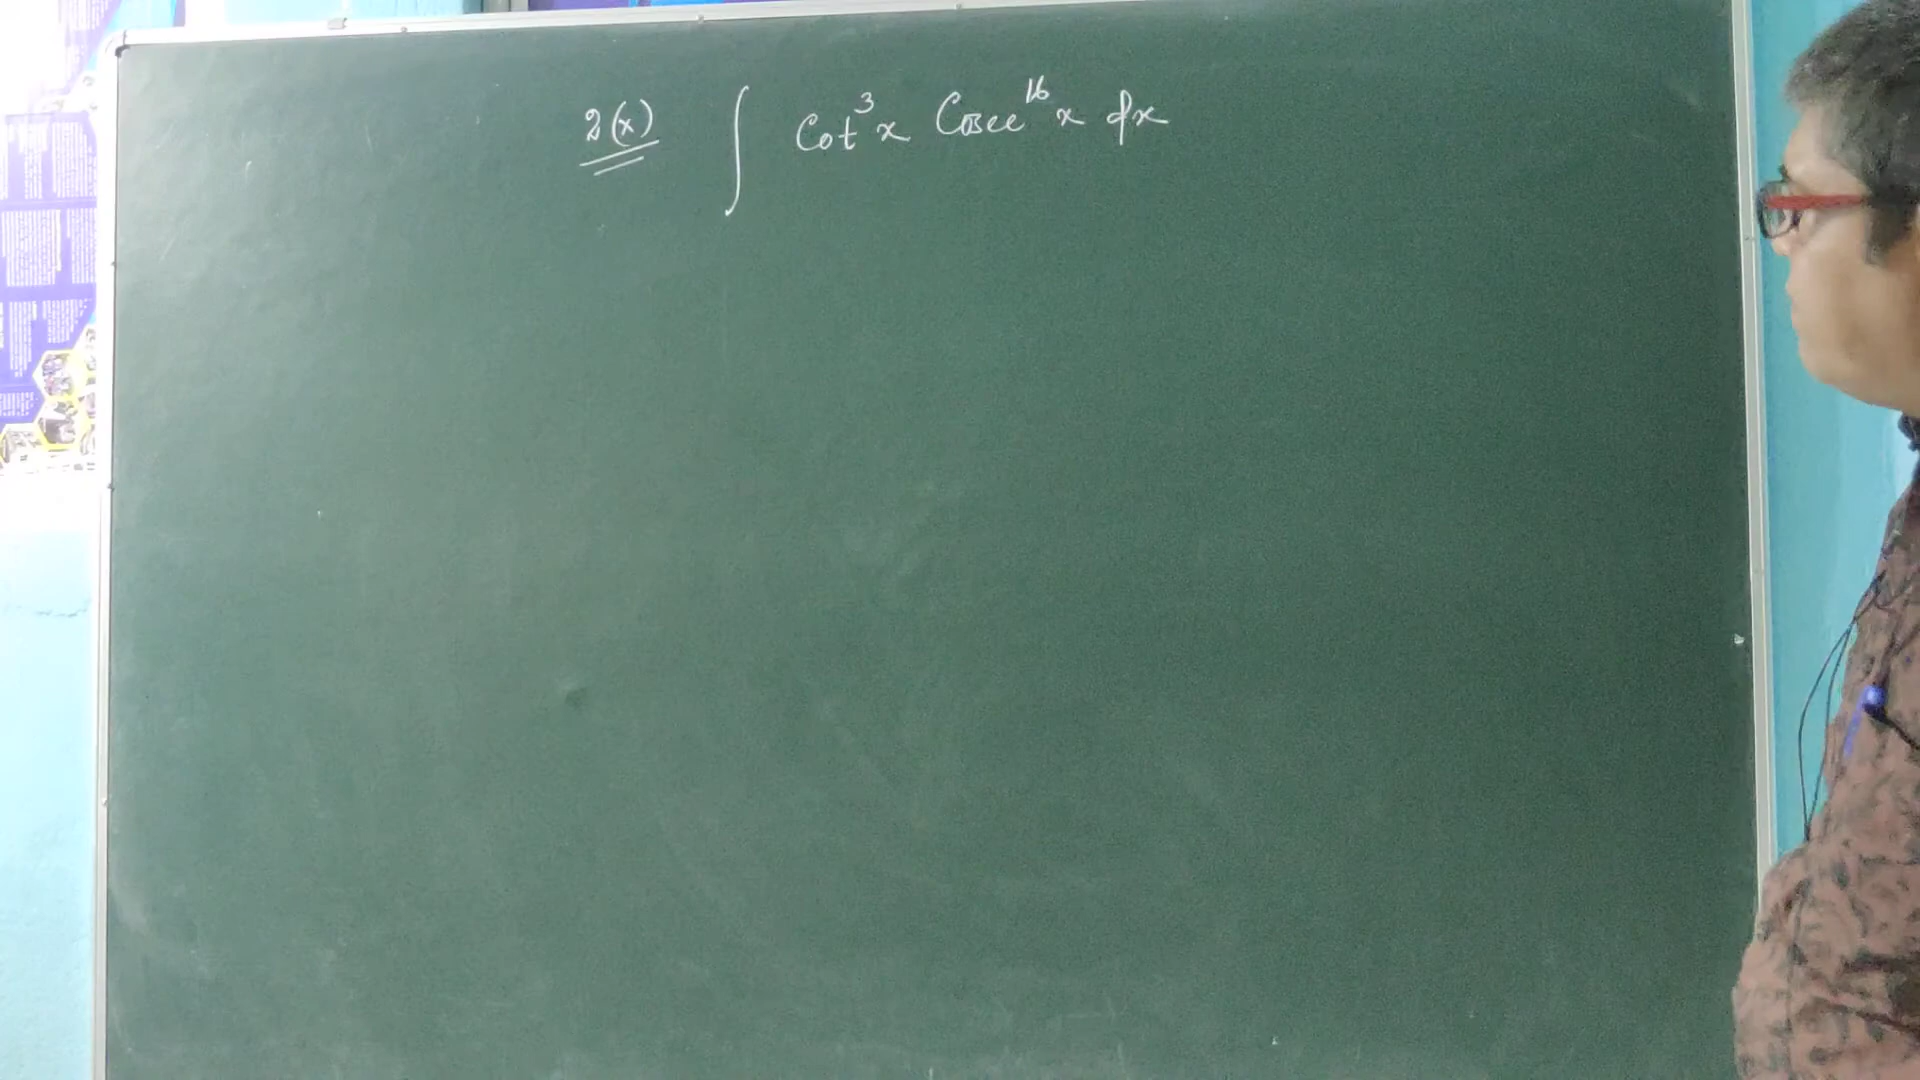 2(x) ∫ Cot³x Cosec¹⁶x dx